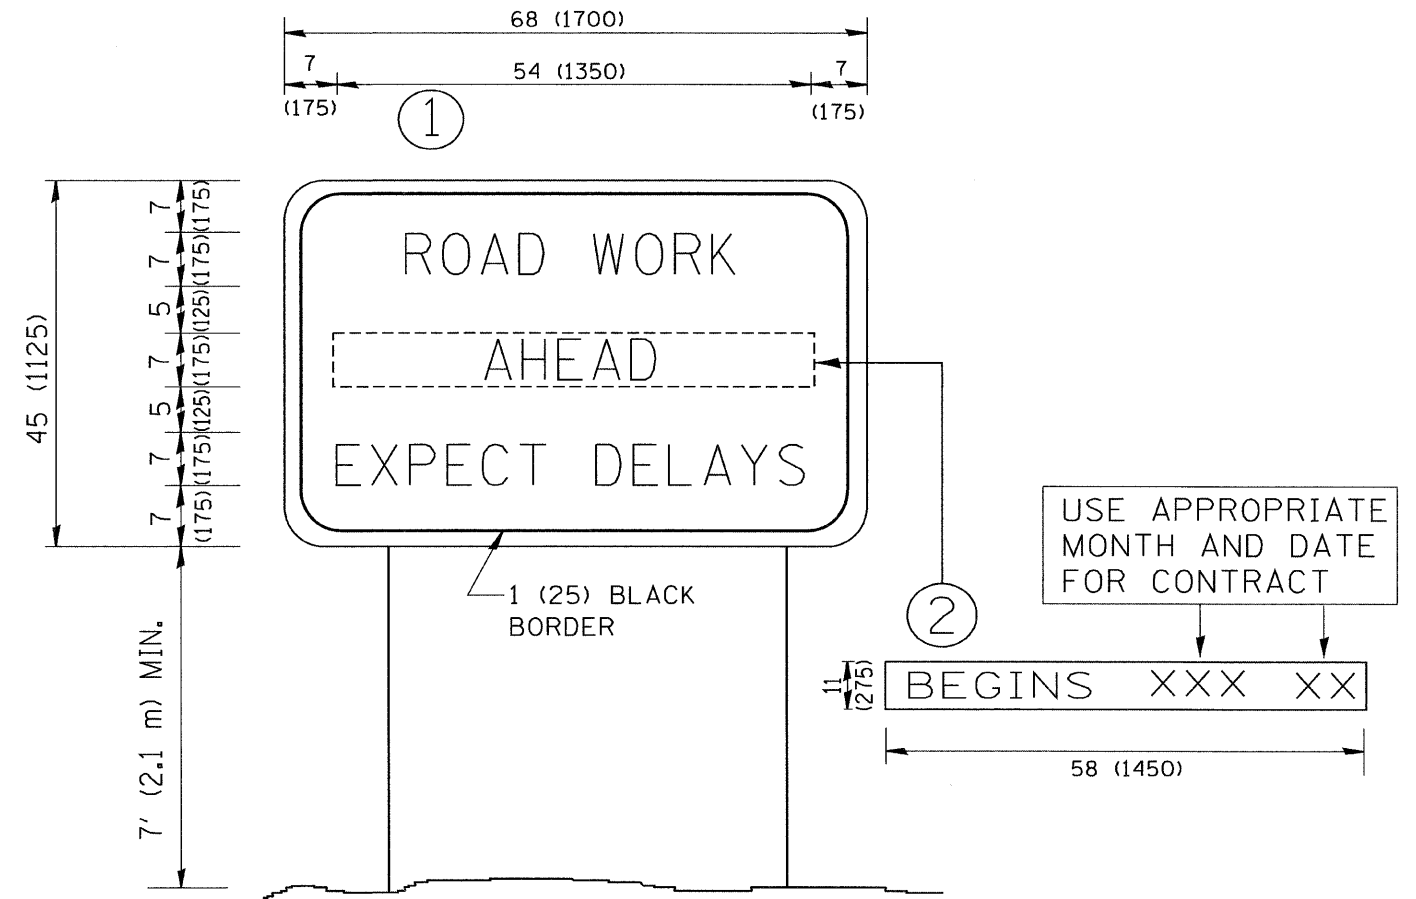 68 (1700)
7
54 (1350)
7
(175)
(175)
1
45 (1125)
7
(175)
7
(175)
5
(125)
7
(175)
5
(125)
7
(175)
7
(175)
ROAD WORK
AHEAD
EXPECT DELAYS
1 (25) BLACK
BORDER
7' (2.1 m) MIN.
2
USE APPROPRIATE
MONTH AND DATE
FOR CONTRACT
11
(275)
BEGINS XXX XX
58 (1450)